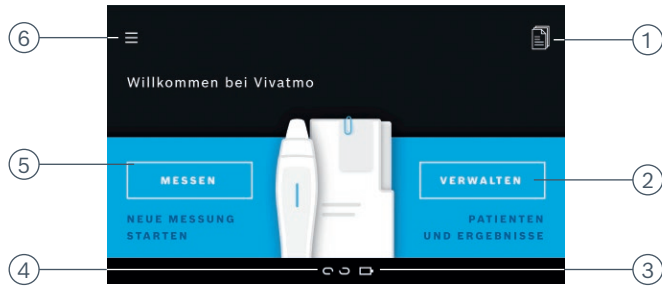 6
1
Willkommen bei Vivatmo
5
MESSEN
VERWALTEN
2
NEUE MESSUNG
STARTEN
PATIENTEN
UND ERGEBNISSE
4
3